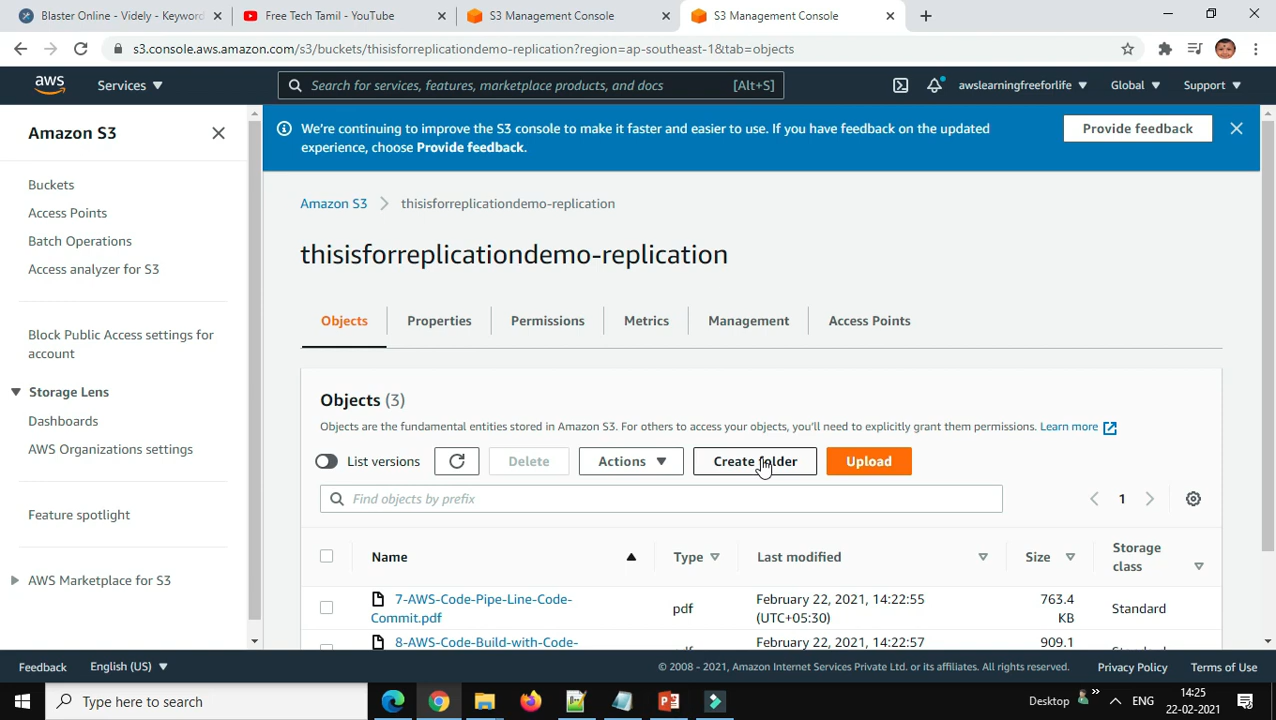 Blaster Online - Videly - Keyword
Free Tech Tamil - YouTube
S3 Management Console
S3 Management Console
s3.console.aws.amazon.com/s3/buckets/thisisforreplicationdemo-replication?region=ap-southeast-1&tab=objects
aws
Services
Search for services, features, marketplace products, and docs
[Alt+S]
awslearningfreeforlife
Global
Support
Amazon S3
Buckets
Access Points
Batch Operations
Access analyzer for S3
Block Public Access settings for
account
Storage Lens
Dashboards
AWS Organizations settings
Feature spotlight
AWS Marketplace for S3
We're continuing to improve the S3 console to make it faster and easier to use. If you have feedback on the updated
experience, choose Provide feedback.
Provide feedback
Amazon S3 > thisisforreplicationdemo-replication
thisisforreplicationdemo-replication
Objects
Properties
Permissions
Metrics
Management
Access Points
Objects (3)
Objects are the fundamental entities stored in Amazon S3. For others to access your objects, you'll need to explicitly grant them permissions. Learn more
List versions
Delete
Actions
Create folder
Upload
Find objects by prefix
1
Name
Type
Last modified
Size
Storage
class
7-AWS-Code-Pipe-Line-Code-
Commit.pdf
pdf
February 22, 2021, 14:22:55
(UTC+05:30)
763.4
KB
Standard
8-AWS-Code-Build-with-Code-
February 22, 2021, 14:22:57
909.1
Feedback
English (US)
© 2008 - 2021, Amazon Internet Services Private Ltd. or its affiliates. All rights reserved.
Privacy Policy
Terms of Use
Type here to search
Desktop
ENG
14:25
22-02-2021